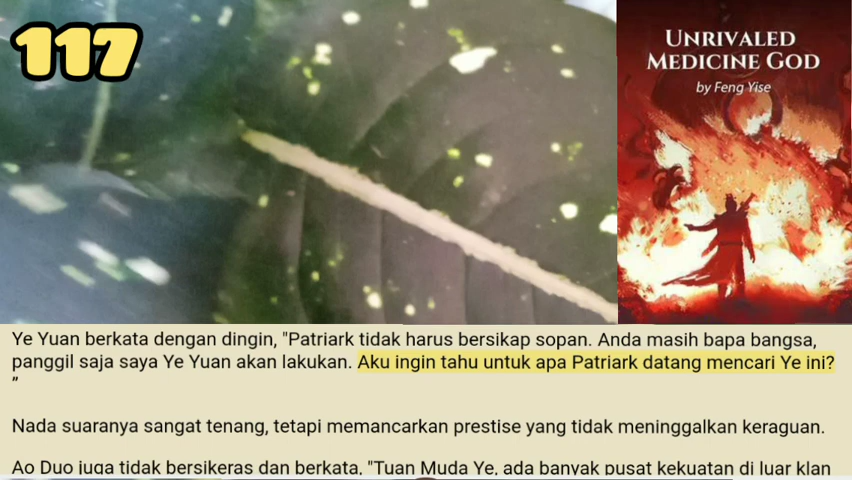 117
UNRIVALED
MEDICINE GOD
by Feng Yise
Ye Yuan berkata dengan dingin, "Patriark tidak harus bersikap sopan. Anda masih bapa bangsa,
panggil saja saya Ye Yuan akan lakukan. Aku ingin tahu untuk apa Patriark datang mencari Ye ini?
”
Nada suaranya sangat tenang, tetapi memancarkan prestise yang tidak meninggalkan keraguan.
Ao Duo juga tidak bersikeras dan berkata, "Tuan Muda Ye, ada banyak pusat kekuatan di luar klan